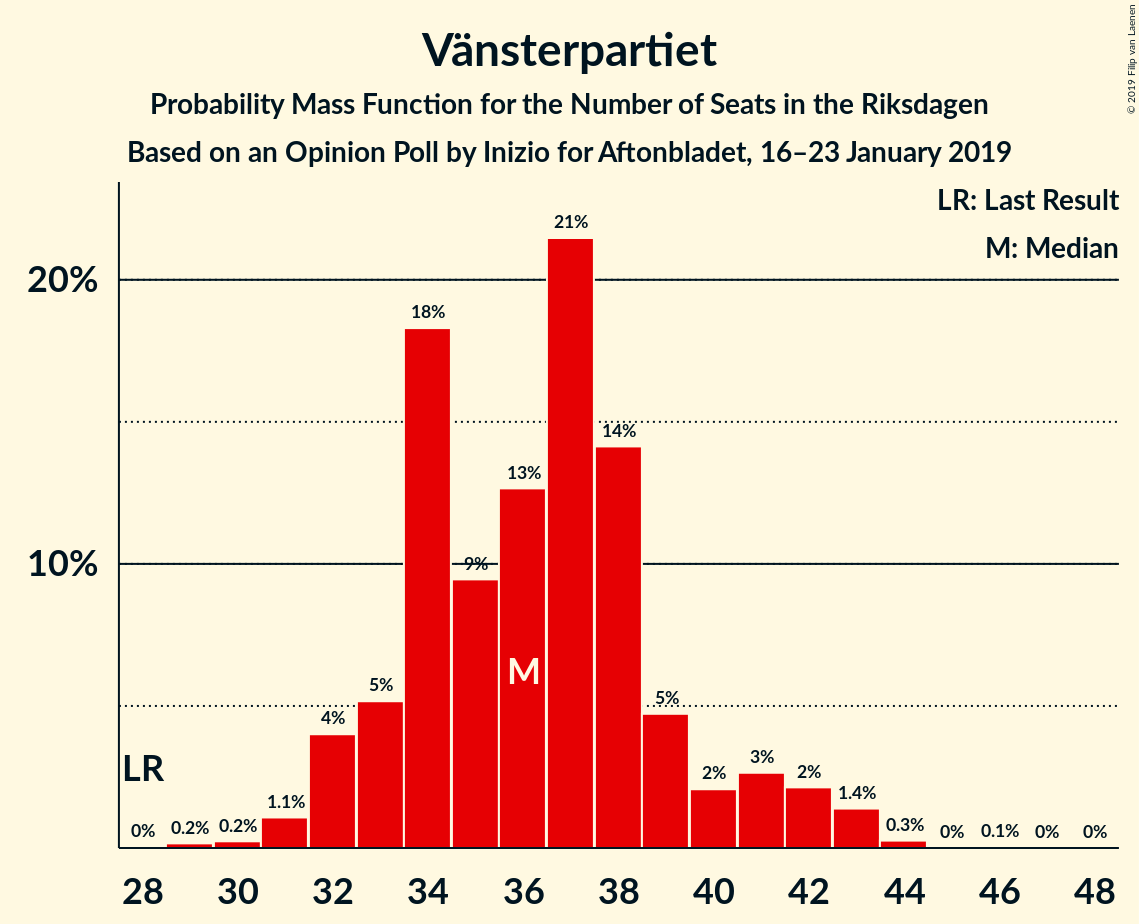 Vänsterpartiet
Probability Mass Function for the Number of Seats in the Riksdagen
Based on an Opinion Poll by Inizio for Aftonbladet, 16–23 January 2019
© 2019 Filip van Laenen
LR: Last Result
M: Median
20%
10%
LR
M
0% 0.2% 0.2% 1.1% 4% 5% 18% 9% 13% 21% 14% 5% 2% 3% 2% 1.4% 0.3% 0% 0.1% 0% 0%
28 30 32 34 36 38 40 42 44 46 48